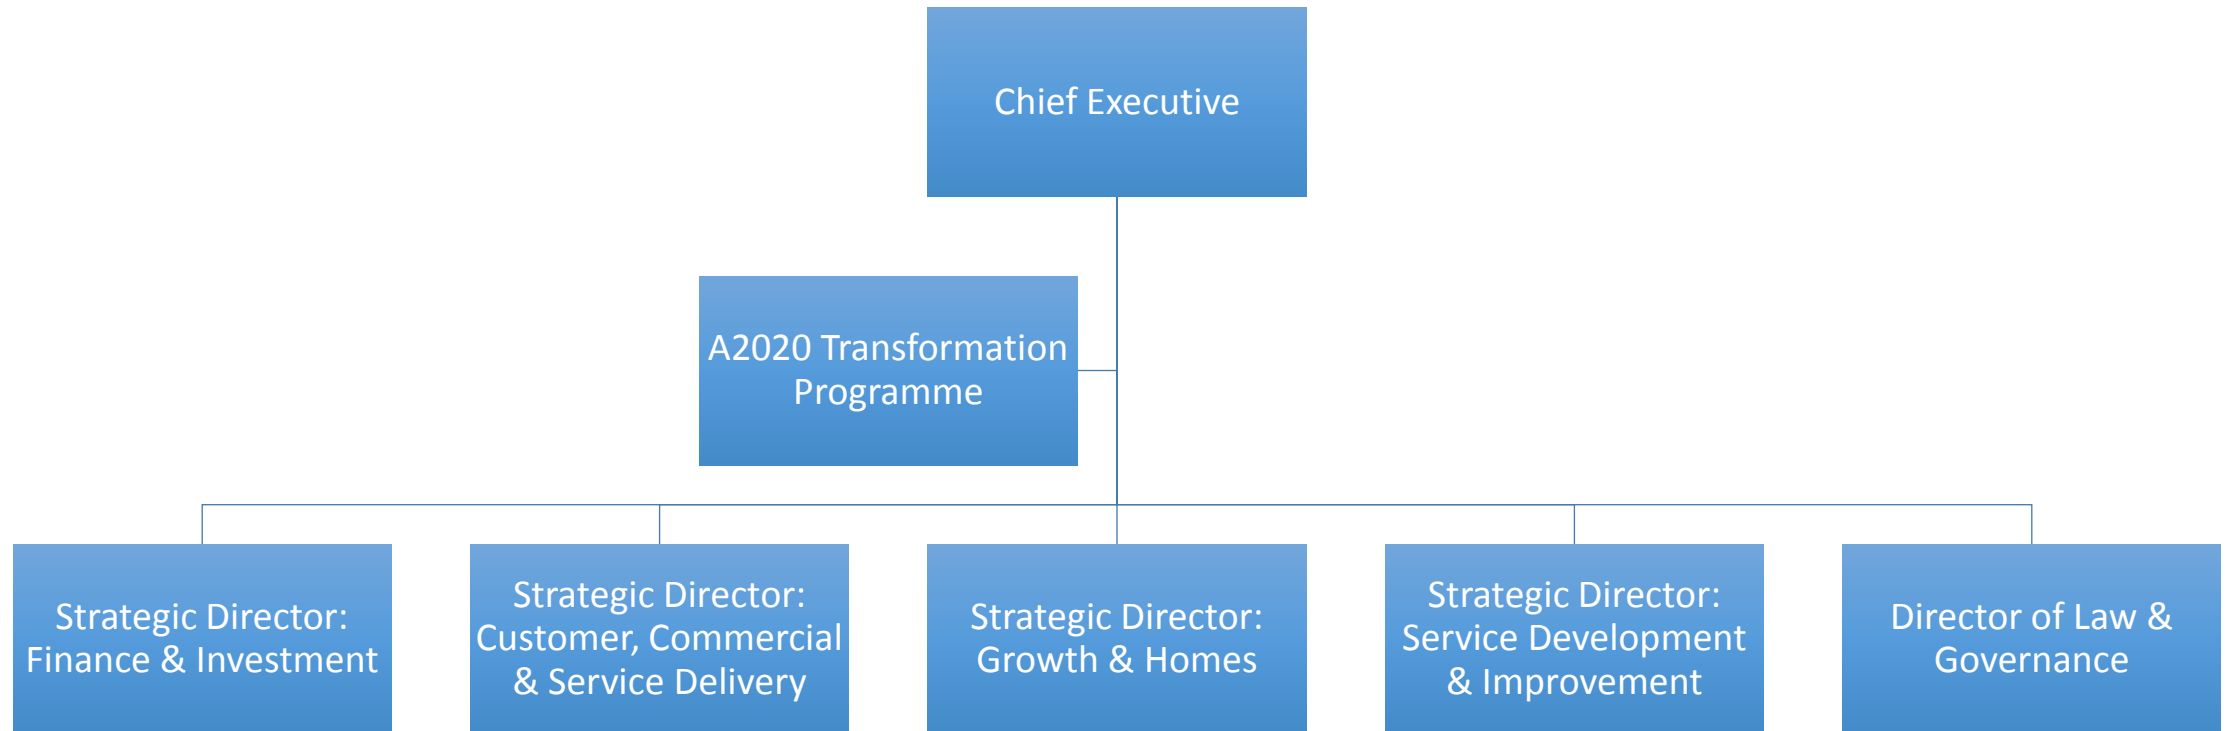 Chief Executive
A2020 Transformation
Programme
Strategic Director:
Finance & Investment
Strategic Director:
Customer, Commercial
& Service Delivery
Strategic Director:
Growth & Homes
Strategic Director:
Service Development
& Improvement
Director of Law &
Governance